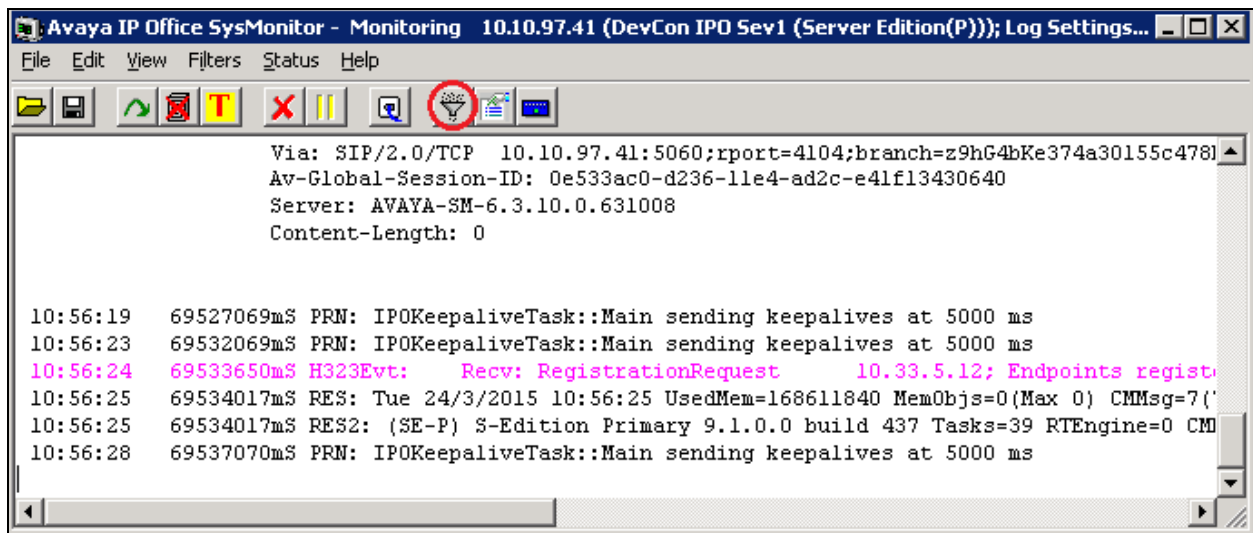 Avaya IP Office SysMonitor - Monitoring 10.10.97.41 (DevCon IPO Sev1 (Server Edition(P))); Log Settings...
File Edit View Filters Status Help
T
Via: SIP/2.0/TCP 10.10.97.41:5060;rport=4104;branch=z9hG4bKe374a30155c478
Av-Global-Session-ID: 0e533ac0-d236-11e4-ad2c-e41f13430640
Server: AVAYA-SM-6.3.10.0.631008
Content-Length: 0
10:56:19 69527069mS PRN: IPOKeepaliveTask::Main sending keepalives at 5000 ms
10:56:23 69532069mS PRN: IPOKeepaliveTask::Main sending keepalives at 5000 ms
10:56:24 69533650mS H323Evt: Recv: RegistrationRequest 10.33.5.12; Endpoints regist
10:56:25 69534017mS RES: Tue 24/3/2015 10:56:25 UsedMem=168611840 MemObjs=0(Max 0) CMMsg=7(
10:56:25 69534017mS RES2: (SE-P) S-Edition Primary 9.1.0.0 build 437 Tasks=39 RTEngine=0
10:56:28 69537070mS PRN: IPOKeepaliveTask::Main sending keepalives at 5000 ms